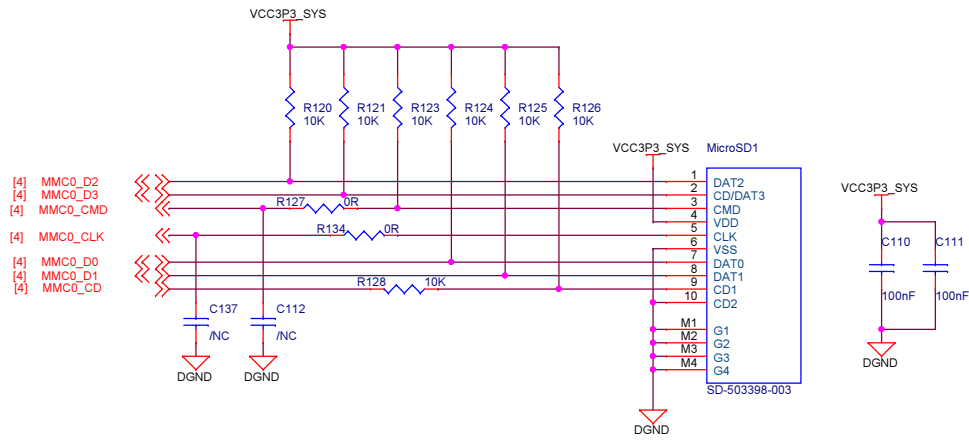 VCC3P3_SYS
R120
10K
R121
10K
R123
10K
R124
10K
R125
10K
R126
10K
VCC3P3_SYS
MicroSD1
[4] MMC0_D2
[4] MMC0_D3
[4] MMC0_CMD
[4] MMC0_CLK
[4] MMC0_D0
[4] MMC0_D1
[4] MMC0_CD
R127 0R
R134 0R
R128 10K
C137
/NC
C112
/NC
DGND
DGND
1 DAT2
2 CD/DAT3
3 CMD
4 VDD
5 CLK
6 VSS
7 DAT0
8 DAT1
9 CD1
10 CD2
M1 G1
M2 G2
M3 G3
M4 G4
SD-503398-003
DGND
VCC3P3_SYS
C110
100nF
C111
100nF
DGND